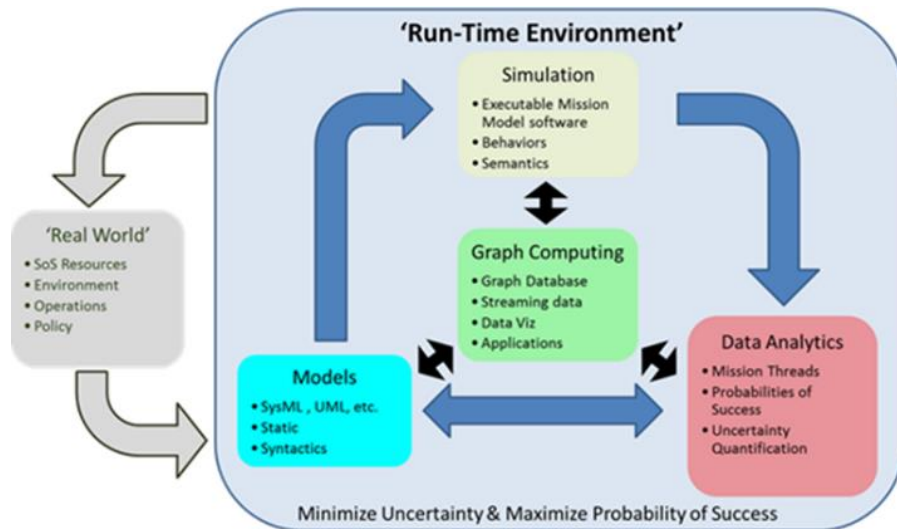 'Run-Time Environment'
Simulation
• Executable Mission
Model software
• Behaviors
• Semantics
'Real World'
• SoS Resources
• Environment
• Operations
• Policy
Graph Computing
• Graph Database
• Streaming data
• Data Viz
• Applications
Models
• SysML , UML, etc.
• Static
• Syntactics
Data Analytics
• Mission Threads
• Probabilities of
Success
• Uncertainty
Quantification
Minimize Uncertainty & Maximize Probability of Success